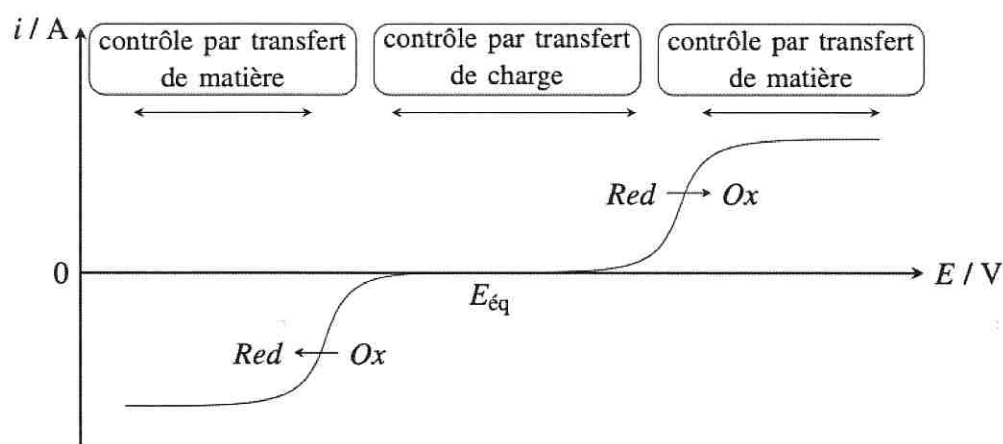 i / A
contrôle par transfert
de matière
contrôle par transfert
de charge
contrôle par transfert
de matière
Red → Ox
0
E / V
Eéq
Red ← Ox